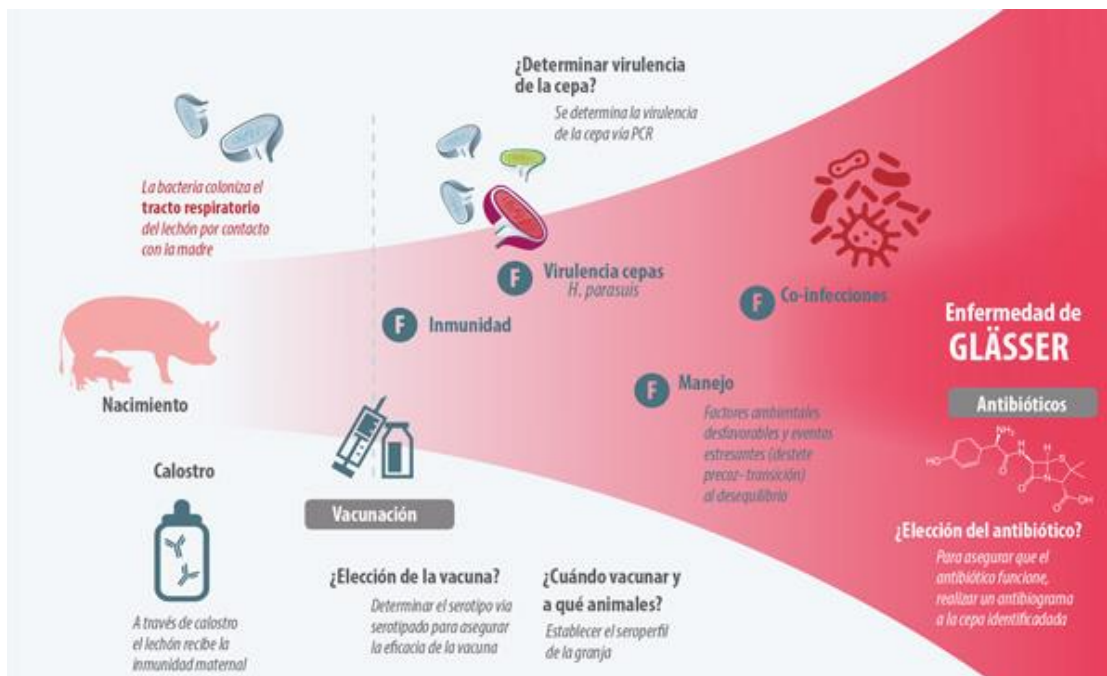 ¿Determinar virulencia
de la cepa?
Se determina la virulencia
de la cepa vía PCR
La bacteria coloniza el
tracto respiratorio
del lechón por contacto
con la madre
F Virulencia cepas
H. parasuis
F Co-infecciones
F Inmunidad
Enfermedad de
GLÄSSER
F Manejo
Factores ambientales
desfavorables y eventos
estresantes (destete
precoz- transición)
al desequilibrio
Nacimiento
Antibióticos
NH₂
HO
H
H
N
S
O
O
N
O
OH
Calostro
Vacunación
¿Elección del antibiótico?
Para asegurar que el
antibiótico funcione,
realizar un antibiograma
a la cepa identificadada
¿Elección de la vacuna?
Determinar el serotipo vía
serotipado para asegurar
la eficacia de la vacuna
¿Cuándo vacunar y
a qué animales?
Establecer el seroperfil
de la granja
A través de calostro
el lechón recibe la
inmunidad maternal